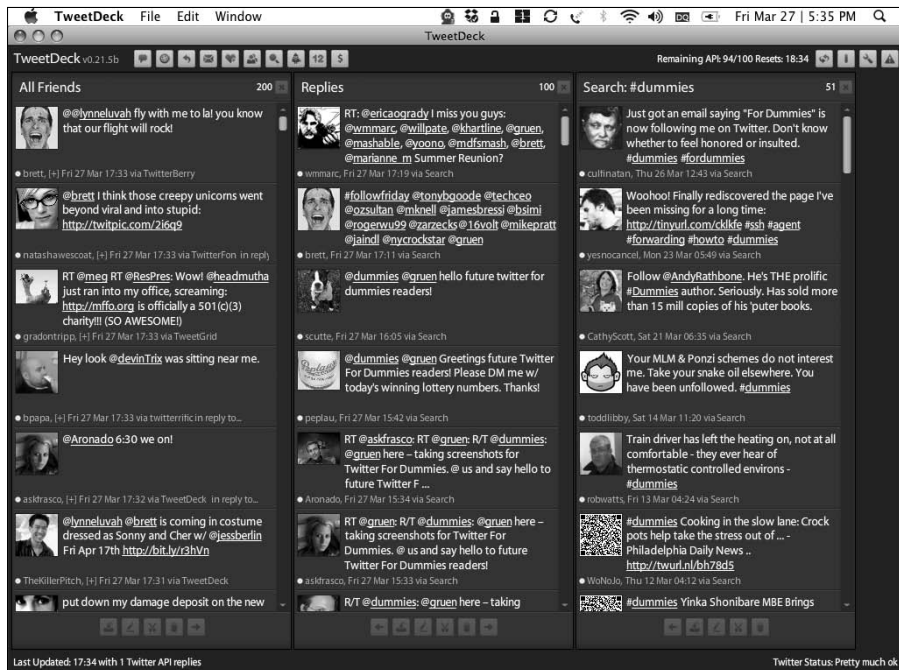 TweetDeck File Edit Window
Fri Mar 27 | 5:35 PM
TweetDeck
TweetDeck v0.21.5b
12 $
Remaining API: 94/100 Resets: 18:34
All Friends 200
@@lynneluvah fly with me to la! you know
that our flight will rock!
brett, [+] Fri 27 Mar 17:33 via TwitterBerry
@brett I think those creepy unicorns went
beyond viral and into stupid:
http://twitpic.com/2i6q9
natashawescoat, [+] Fri 27 Mar 17:33 via TwitterFon in reply
RT @meg RT @ResPres: Wow! @headmutha
just ran into my office, screaming:
http://mffo.org is officially a 501(c)(3)
charity!!! (SO AWESOME!)
gradontripp, [+] Fri 27 Mar 17:33 via TweetGrid
Hey look @devinTrix was sitting near me.
bpapa, [+] Fri 27 Mar 17:33 via twitterrific in reply to...
@Aronado 6:30 we on!
askfrasco, [+] Fri 27 Mar 17:32 via TweetDeck in reply to...
@lynneluvah @brett is coming in costume
dressed as Sonny and Cher w/ @jessberlin
Fri Apr 17th http://bit.ly/r3hVn
TheKillerPitch, [+] Fri 27 Mar 17:31 via TweetDeck
put down my damage deposit on the new
Replies 100
RT: @ericaogrady I miss you guys:
@wmmarc, @willpate, @khartline, @gruen,
@mashable, @yoono, @mdfsmash, @brett,
@marianne_m Summer Reunion?
wmmarc, Fri 27 Mar 17:19 via Search
#followfriday @tonybgoode @techceo
@ozsultan @mknell @jamesbressi @bsimi
@rogerwu99 @zarzecks @16volt @mikepratt
@jaindl @nycrockstar @gruen
brett, Fri 27 Mar 17:11 via Search
@dummies @gruen hello future twitter for
dummies readers!
scutte, Fri 27 Mar 16:05 via Search
@dummies @gruen Greetings future Twitter
For Dummies readers! Please DM me w/
today's winning lottery numbers. Thanks!
peplau, Fri 27 Mar 15:42 via Search
RT @askfrasco: RT @gruen: R/T @dummies:
@gruen here – taking screenshots for
Twitter For Dummies. @ us and say hello to
future Twitter F ...
Aronado, Fri 27 Mar 15:34 via Search
RT @gruen: R/T @dummies: @gruen here –
taking screenshots for Twitter For
Dummies. @ us and say hello to future
Twitter For Dummies readers!
askfrasco, Fri 27 Mar 15:33 via Search
R/T @dummies: @gruen here – taking
Search: #dummies 51
Just got an email saying "For Dummies" is
now following me on Twitter. Don't know
whether to feel honored or insulted.
#dummies #fordummies
culfinatan, Thu 26 Mar 12:43 via Search
Woohoo! Finally rediscovered the page I've
been missing for a long time:
http://tinyurl.com/cklkfe #ssh #agent
#forwarding #howto #dummies
yesnocancel, Mon 23 Mar 05:49 via Search
Follow @AndyRathbone. He's THE prolific
#Dummies author. Seriously. Has sold more
than 15 mill copies of his 'puter books.
CathyScott, Sat 21 Mar 06:35 via Search
Your MLM & Ponzi schemes do not interest
me. Take your snake oil elsewhere. You
have been unfollowed. #dummies
toddlibby, Sat 14 Mar 11:20 via Search
Train driver has left the heating on, not at all
comfortable - they ever hear of
thermostatic controlled environs -
#dummies
robwatts, Fri 13 Mar 04:24 via Search
#dummies Cooking in the slow lane: Crock
pots help take the stress out of ... -
Philadelphia Daily News ..
http://twurl.nl/bh78d5
WoNoJo, Thu 12 Mar 04:12 via Search
#dummies Yinka Shonibare MBE Brings
Last Updated: 17:34 with 1 Twitter API replies
Twitter Status: Pretty much ok